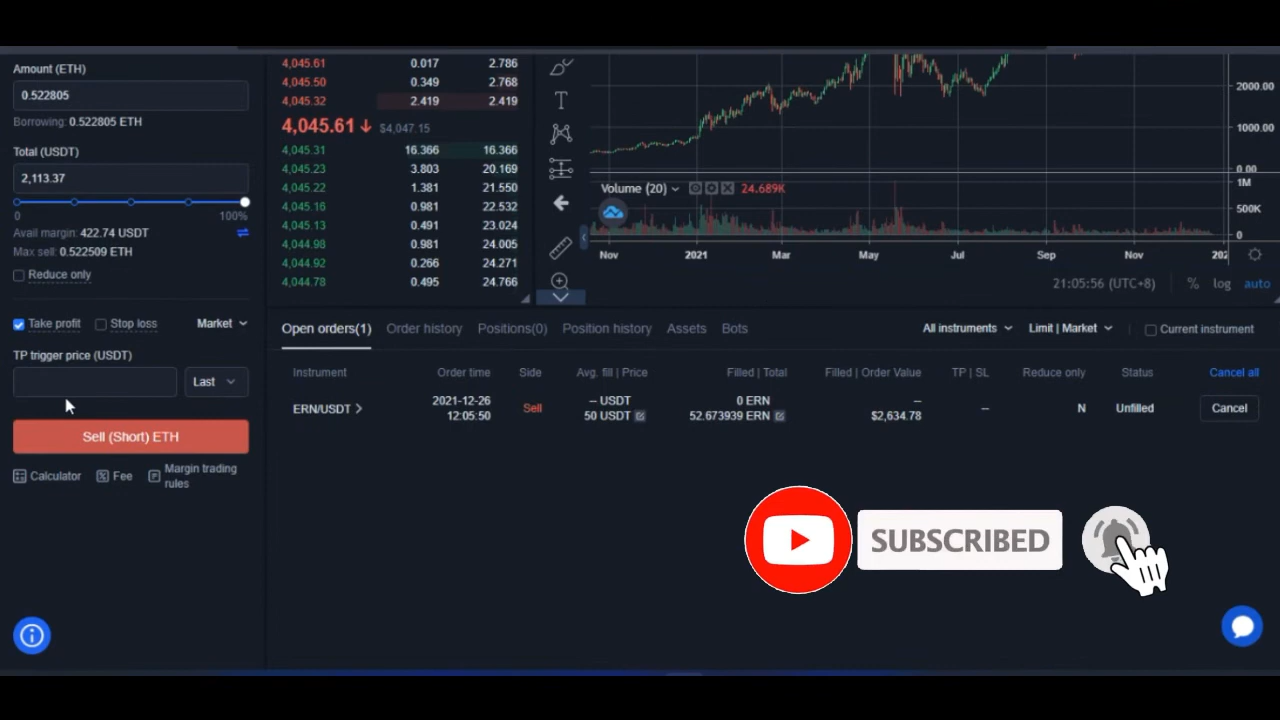 Amount (ETH)
0.522805
Borrowing: 0.522805 ETH
Total (USDT)
2,113.37
0 100%
Avail margin: 422.74 USDT
Max sell: 0.522509 ETH
Reduce only
Take profit Stop loss Market
TP trigger price (USDT)
Last
Sell (Short) ETH
Calculator Fee Margin trading
rules
4,045.61 0.017 2.786
4,045.50 0.349 2.768
4,045.32 2.419 2.419
4,045.61 $4,047.15
4,045.31 16.366 16.366
4,045.23 3.803 20.169
4,045.22 1.381 21.550
4,045.16 0.981 22.532
4,045.13 0.491 23.024
4,044.98 0.981 24.005
4,044.92 0.266 24.271
4,044.78 0.495 24.766
T
2000.00
1000.00
0.00
Volume (20) 24.689K
1M
500K
0
Nov 2021 Mar May Jul Sep Nov
21:05:56 (UTC+8) % log auto
Open orders(1) Order history Positions(0) Position history Assets Bots All instruments Limit | Market Current instrument
Instrument Order time Side Avg. fill | Price Filled | Total Filled | Order Value TP | SL Reduce only Status Cancel all
2021-12-26 -- USDT 0 ERN --
ERN/USDT Sell N Unfilled Cancel
12:05:50 50 USDT 52.673939 ERN $2,634.78 --
SUBSCRIBED